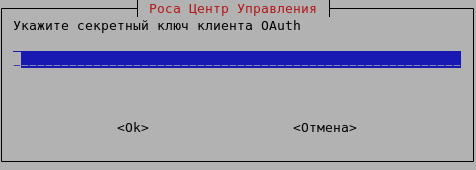 Роса Центр Управления
Укажите секретный ключ клиента OAuth
<Ok> <Отмена>